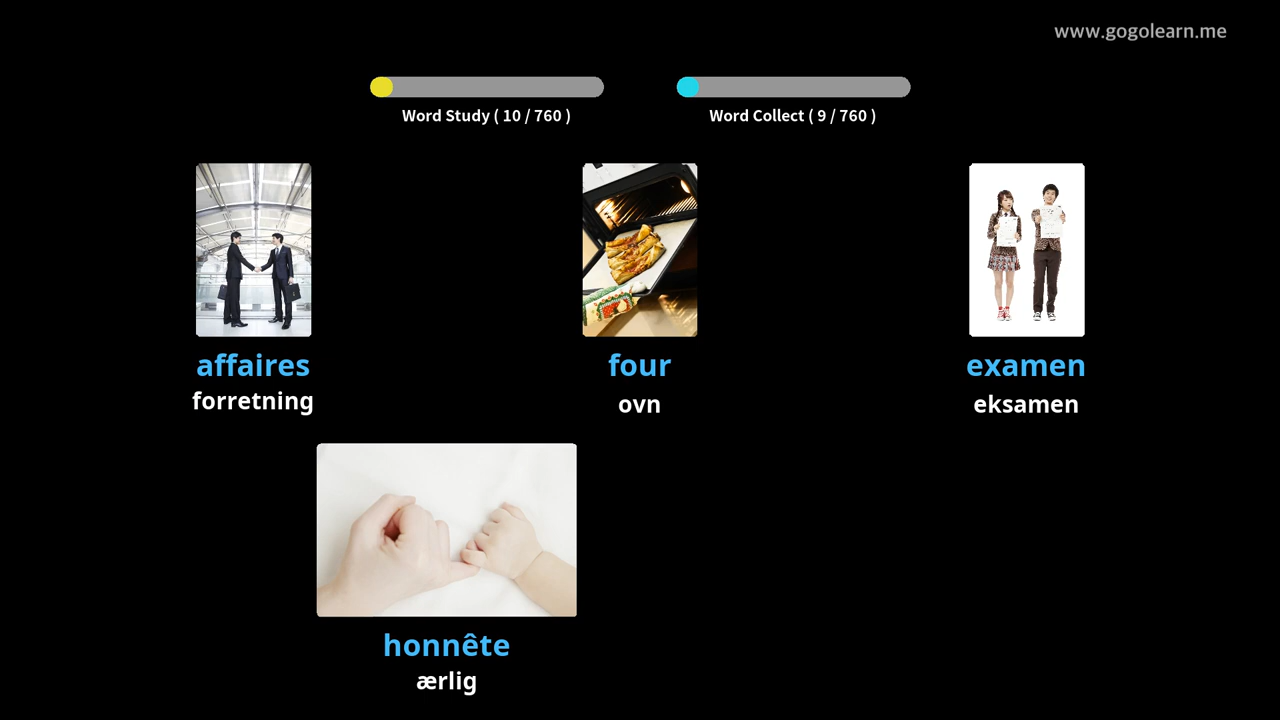 www.gogolearn.me
Word Study ( 10 / 760 )
Word Collect ( 9 / 760 )
affaires
forretning
four
ovn
examen
eksamen
honnête
ærlig